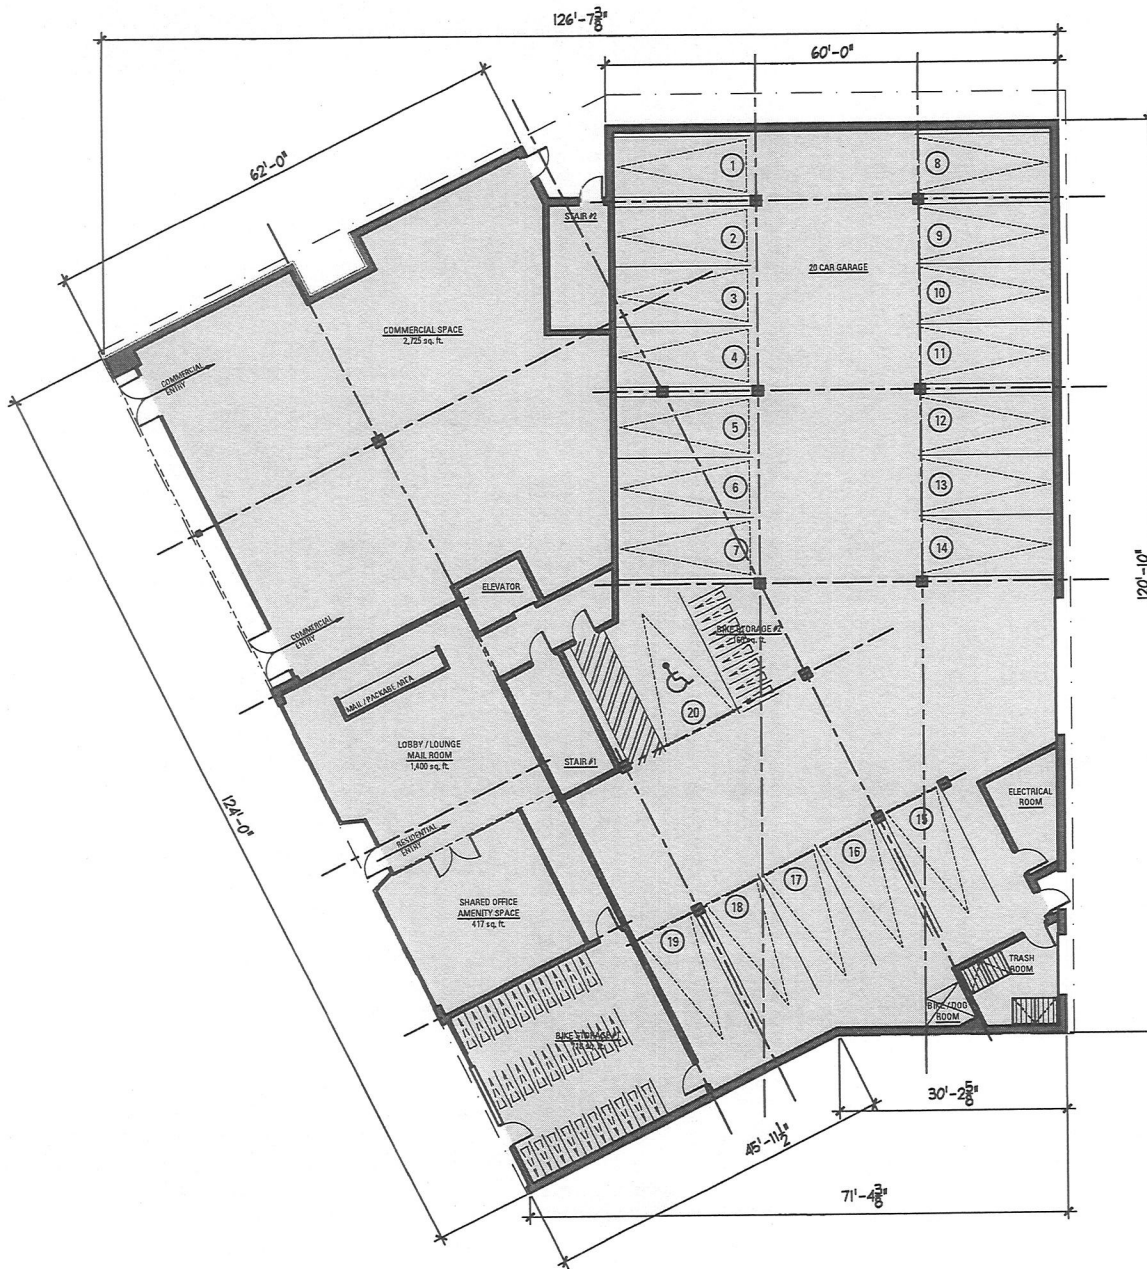 126'-7 3/8"
60'-0"
62'-0"
1
8
STAIR #2
2
9
20 CAR GARAGE
3
10
COMMERCIAL SPACE
2,725 sq. ft.
4
11
COMMERCIAL
ENTRY
5
12
6
13
7
14
120'-10"
ELEVATOR
COMMERCIAL
ENTRY
BIKE STORAGE #2
MAIL / PACKAGE AREA
20
LOBBY / LOUNGE
MAIL ROOM
1,400 sq. ft.
STAIR #1
ELECTRICAL
ROOM
124'-0"
RESIDENTIAL
ENTRY
15
16
17
18
19
SHARED OFFICE
AMENITY SPACE
417 sq. ft.
TRASH
ROOM
BIKE / DOG
ROOM
BIKE STORAGE #1
30'-2 5/8"
45'-11 1/2"
71'-4 3/8"